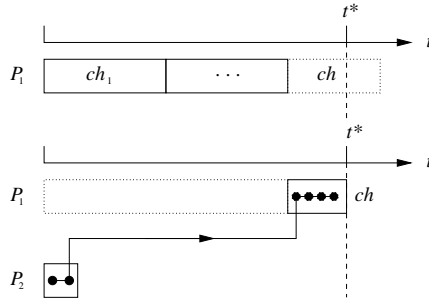 t*
t
P₁ ch₁ · · · ch
t*
t
P₁ ch
P₂